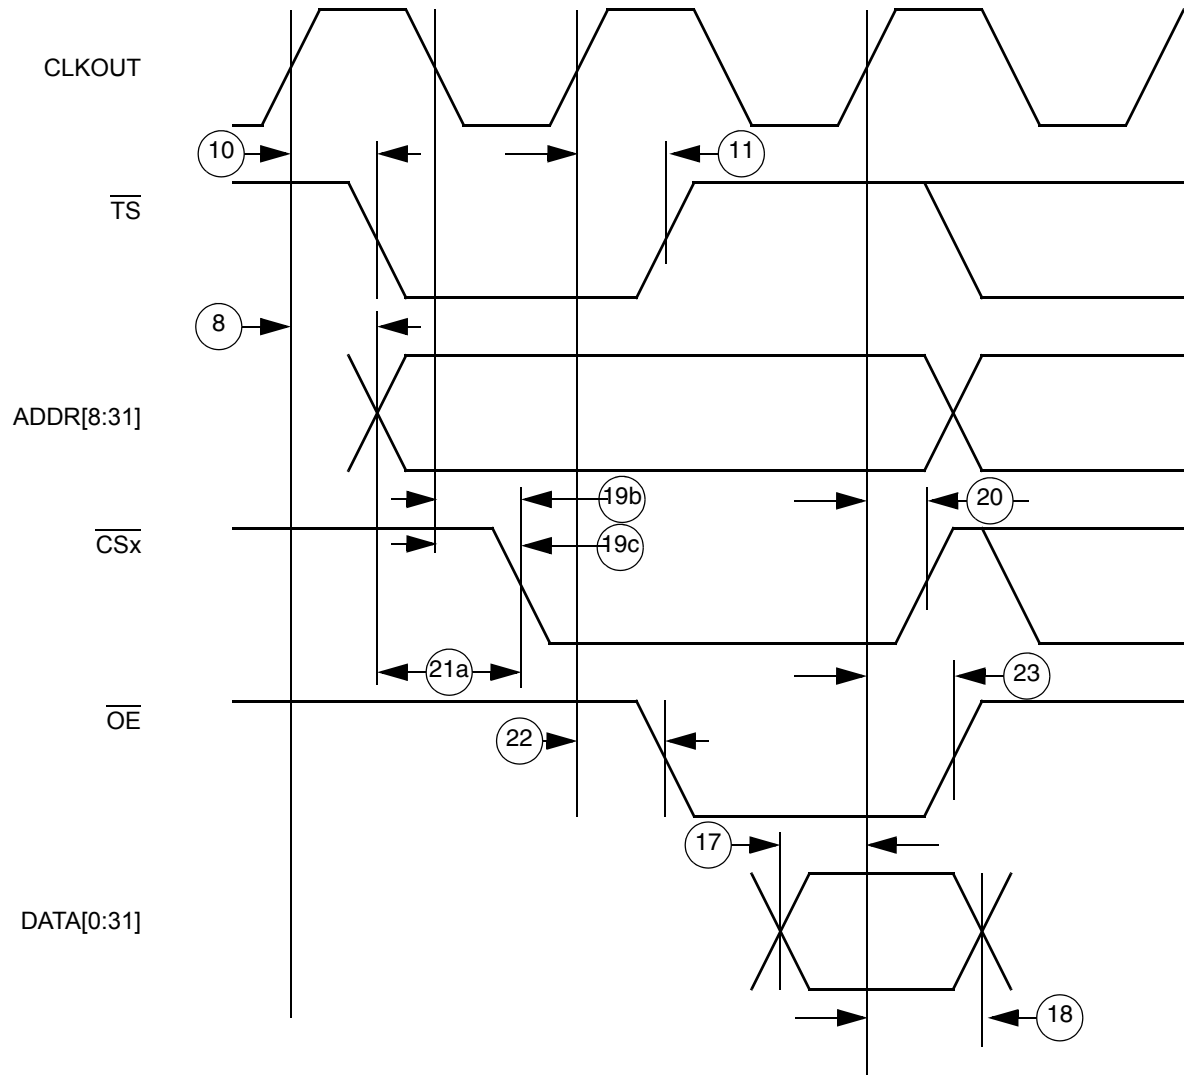 CLKOUT
10
11
TS
8
ADDR[8:31]
19b
20
CSx
19c
21a
23
OE
22
17
DATA[0:31]
18